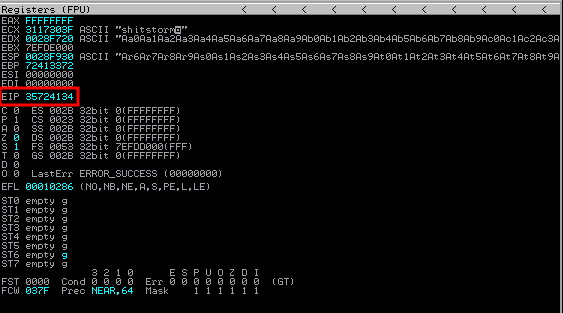 Registers (FPU) < < < < < < < <
EAX FFFFFFFF
ECX 3117303F ASCII "shitstorm
EDX 0028F720 ASCII "Aa0Aa1Aa2Aa3Aa4Aa5Aa6Aa7Aa8Aa9Ab0Ab1Ab2Ab3Ab4Ab5Ab6Ab7Ab8Ab9Ac0Ac1Ac2Ac3A
EBX 7EFDE000
ESP 0028F930 ASCII "Ar6Ar7Ar8Ar9As0As1As2As3As4As5As6As7As8As9At0At1At2At3At4At5At6At7At8At9A
EBP 72413372
ESI 00000000
EDI 00000000
EIP 35724134
C 0 ES 002B 32bit 0(FFFFFFFF)
P 1 CS 0023 32bit 0(FFFFFFFF)
A 0 SS 002B 32bit 0(FFFFFFFF)
Z 0 DS 002B 32bit 0(FFFFFFFF)
S 1 FS 0053 32bit 7EFDD000(FFF)
T 0 GS 002B 32bit 0(FFFFFFFF)
D 0
O 0 LastErr ERROR_SUCCESS (00000000)
EFL 00010286 (NO,NB,NE,A,S,PE,L,LE)
ST0 empty g
ST1 empty g
ST2 empty g
ST3 empty g
ST4 empty g
ST5 empty g
ST6 empty g
ST7 empty g
3 2 1 0 E S P U O Z D I
FST 0000 Cond 0 0 0 0 Err 0 0 0 0 0 0 0 0 (GT)
FCW 037F Prec NEAR,64 Mask 1 1 1 1 1 1